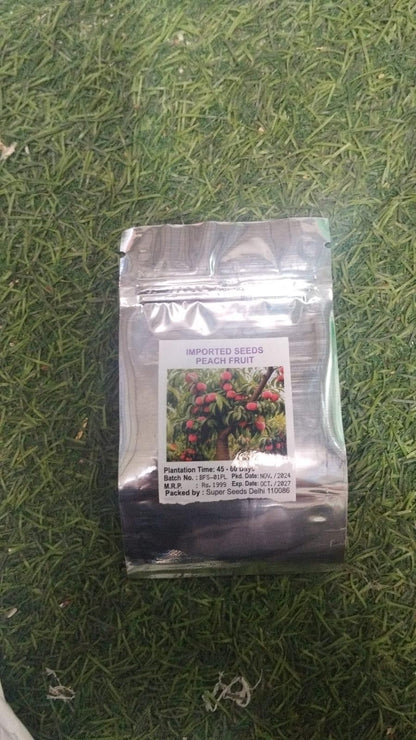 IMPORTED SEEDS
PEACH FRUIT
Plantation Time: 45 - 60 Days
Batch No. : BFS-01PL Pkd. Date: NOV. /2024
M.R.P. : Rs. 1999 Exp. Date: OCT. /2027
Packed by : Super Seeds Delhi 110086